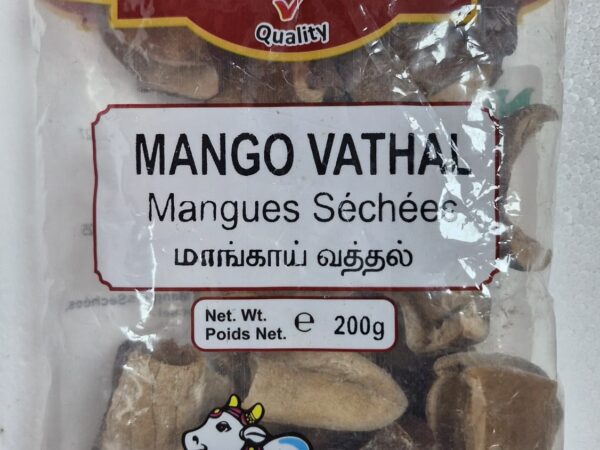 Quality
MANGO VATHAL
Mangues Séchées
மாங்காய் வத்தல்
Net. Wt.
Poids Net. e 200g